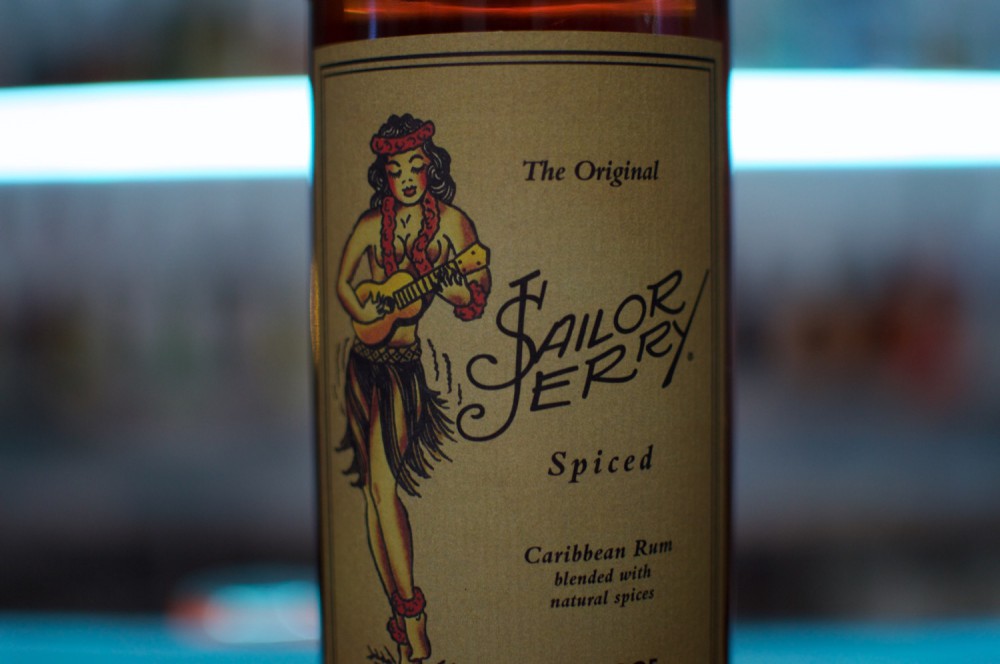 The Original
SAILOR
JERRY®
Spiced
Caribbean Rum
blended with
natural spices